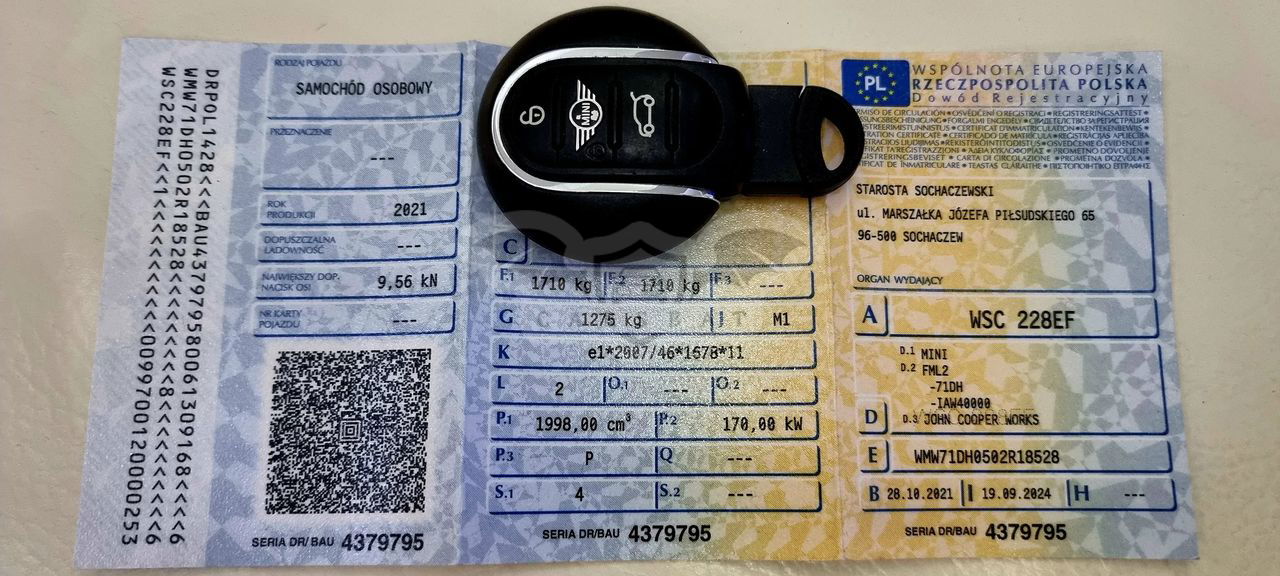 DRPOL1428<<BAU43797958006130916​8<<<<6
WMW71DH0502R18528<<<<<<<<8<<<<<<6
WSC228EF<<1<<<<<<<<<<<0099700120000253
RODZAJ POJAZDU
SAMOCHÓD OSOBOWY
PRZEZNACZENIE
---
ROK PRODUKCJI
2021
DOPUSZCZALNA ŁADOWNOŚĆ
---
NAJWIĘKSZY DOP. NACISK OSI
9,56 kN
NR KARTY POJAZDU
---
SERIA DR/BAU 4379795
MINI
C
F.1 1710 kg F.2 1710 kg F.3 ---
G 1275 kg J M1
K e1*2007/46*1678*11
L 2 O.1 --- O.2 ---
P.1 1998,00 cm³ P.2 170,00 kW
P.3 P Q ---
S.1 4 S.2 ---
SERIA DR/BAU 4379795
PL
WSPÓLNOTA EUROPEJSKA
RZECZPOSPOLITA POLSKA
Dowód Rejestracyjny
STAROSTA SOCHACZEWSKI
ul. MARSZAŁKA JÓZEFA PIŁSUDSKIEGO 65
96-500 SOCHACZEW
ORGAN WYDAJĄCY
A WSC 228EF
D.1 MINI
D.2 FML2
-71DH
-IAW40000
D D.3 JOHN COOPER WORKS
E WMW71DH0502R18528
B 28.10.2021 I 19.09.2024 H ---
SERIA DR/BAU 4379795